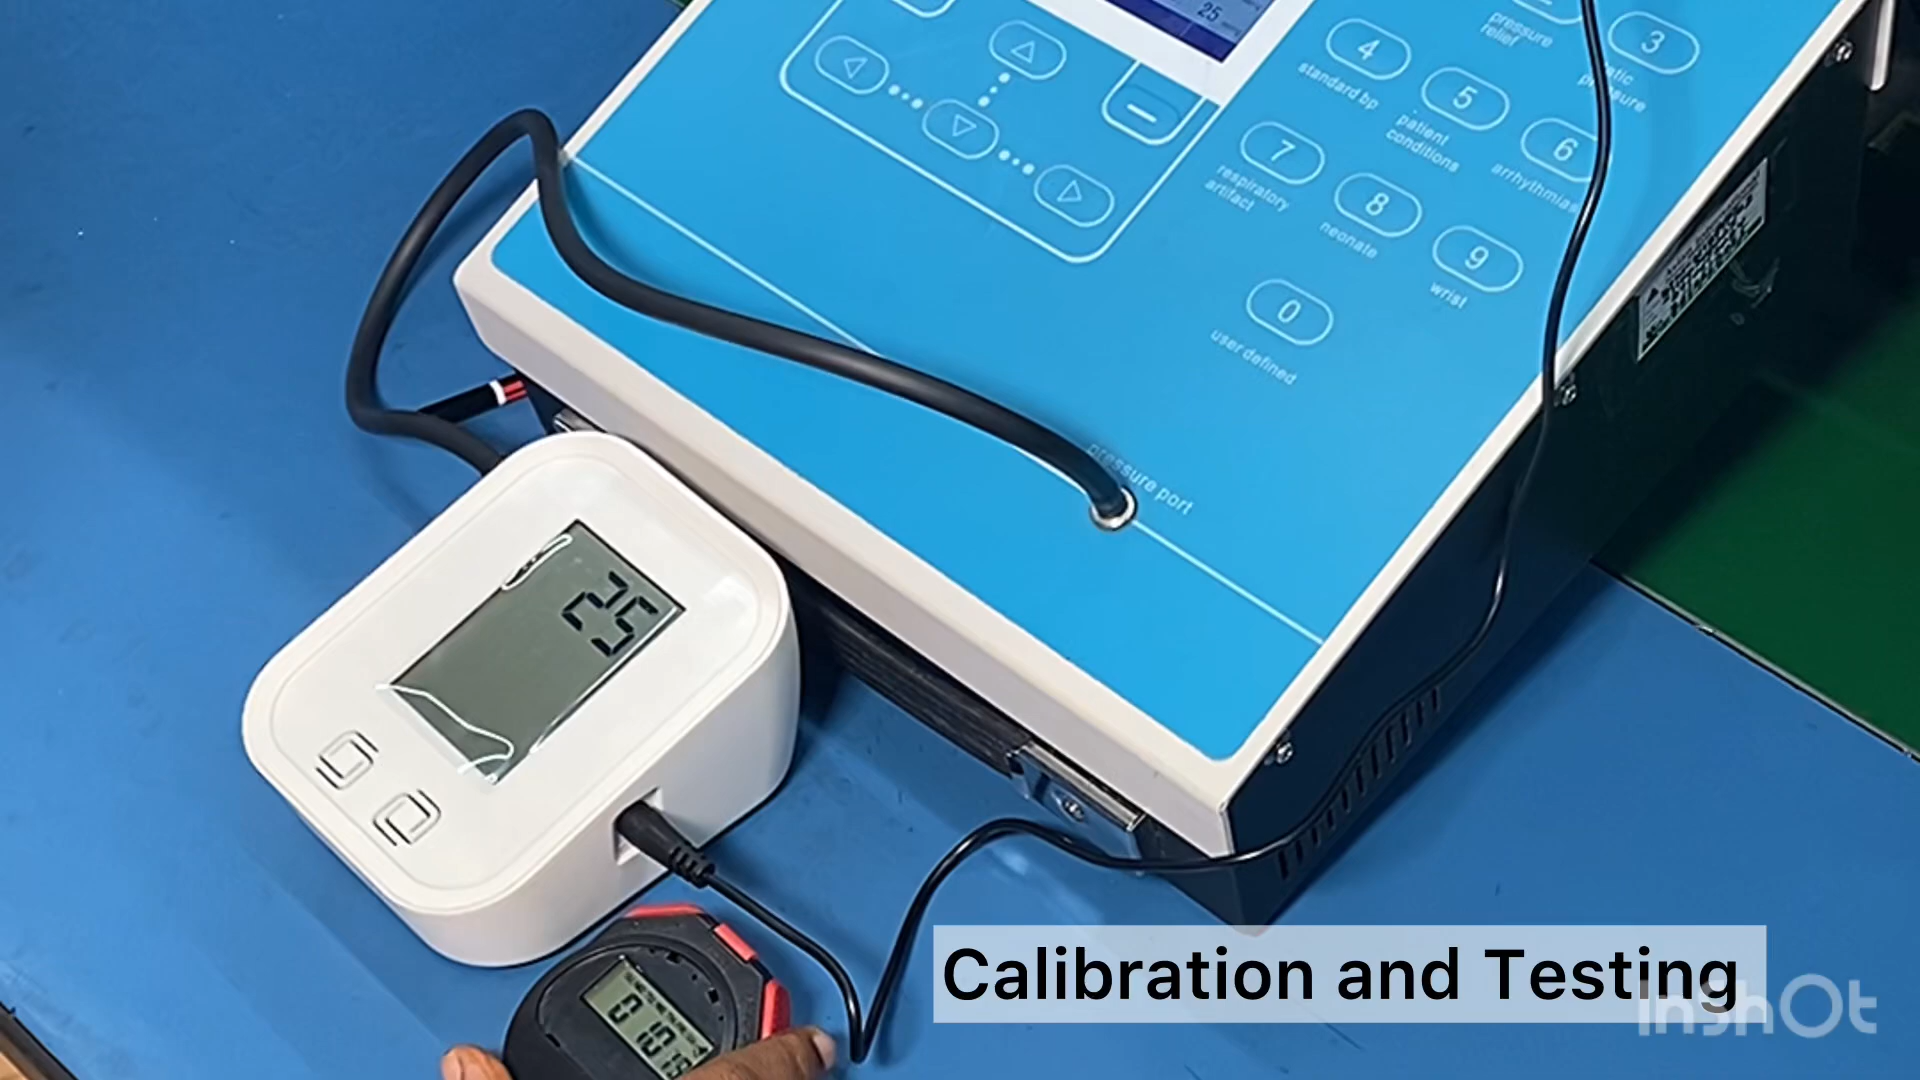 25
3
pressure
relief
4
standard bp
5
patient
conditions
6
arrhythmias
7
respiratory
artifact
8
neonate
9
wrist
0
user defined
pressure port
25
Calibration and Testing
InShOt